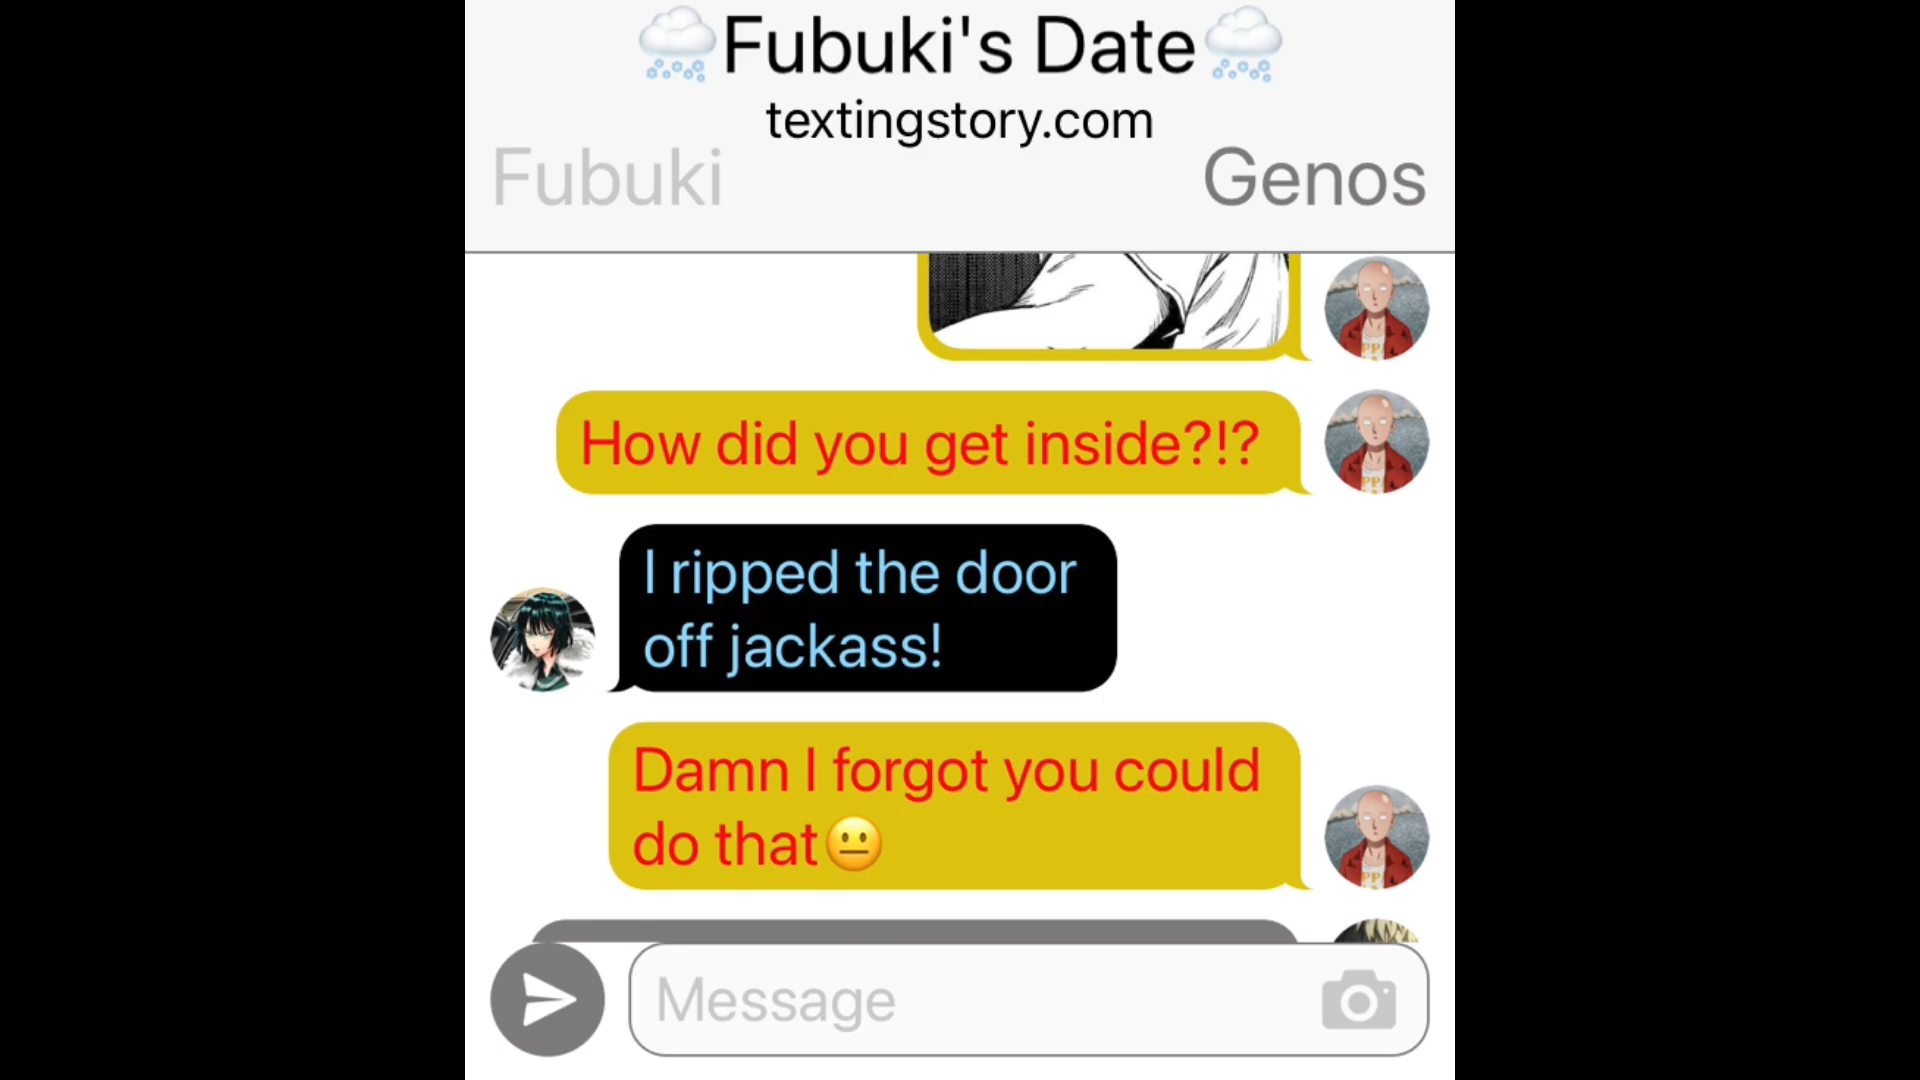 🌨Fubuki's Date🌨
textingstory.com
Fubuki
Genos
How did you get inside?!?
I ripped the door
off jackass!
Damn I forgot you could
do that😐
Message